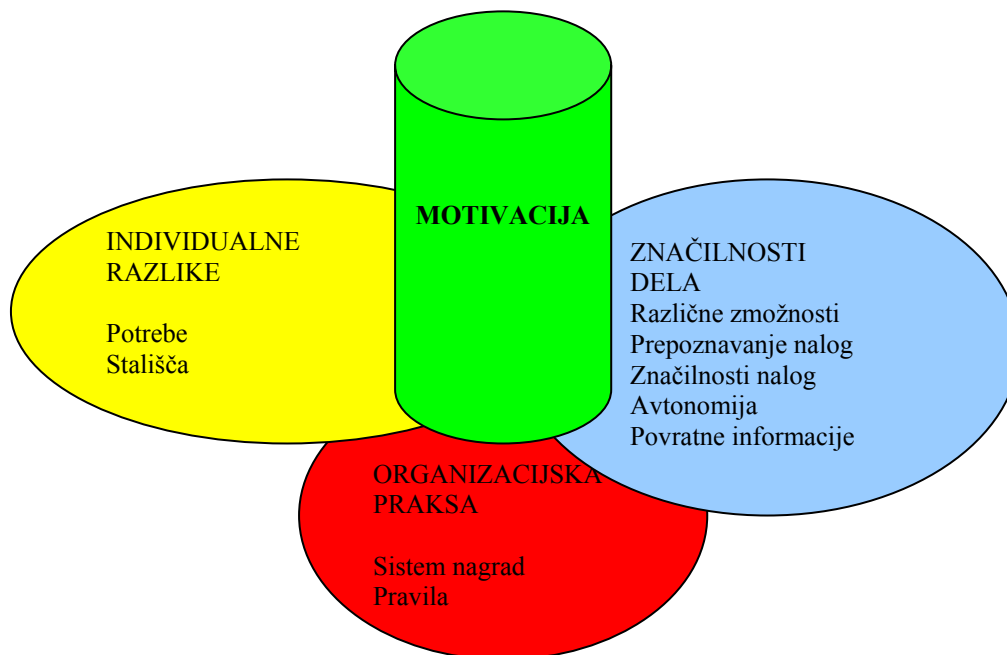 MOTIVACIJA
INDIVIDUALNE
RAZLIKE
Potrebe
Stališča
ZNAČILNOSTI
DELA
Različne zmožnosti
Prepoznavanje nalog
Značilnosti nalog
Avtonomija
Povratne informacije
ORGANIZACIJSKA
PRAKSA
Sistem nagrad
Pravila